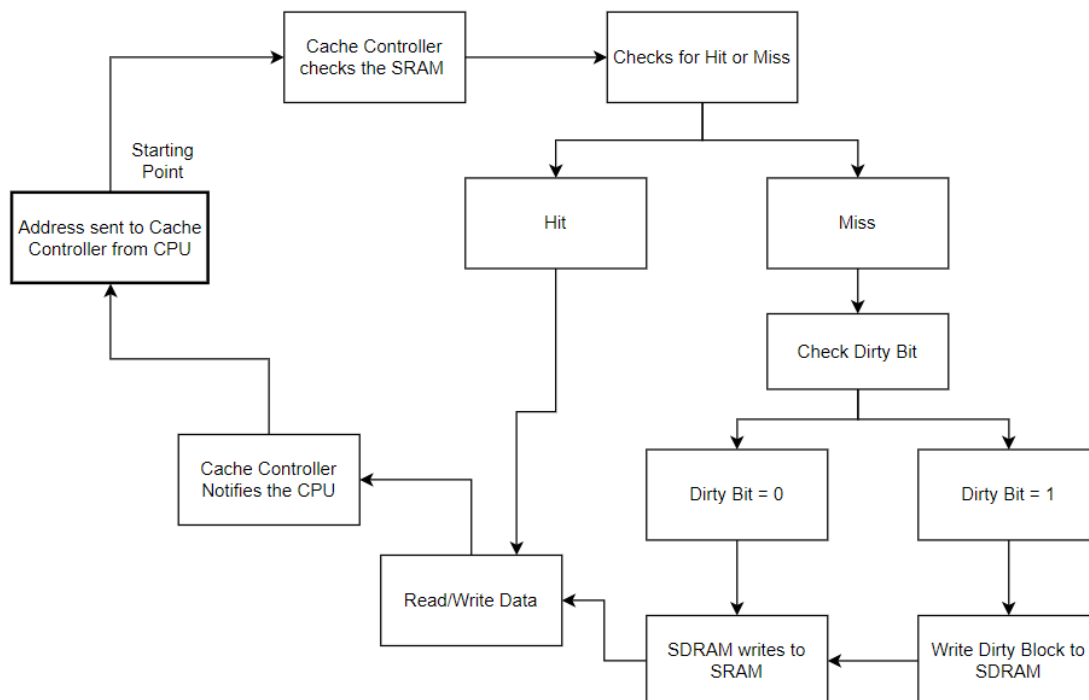 Cache Controller
checks the SRAM
Checks for Hit or Miss
Starting
Point
Address sent to Cache
Controller from CPU
Hit
Miss
Check Dirty Bit
Cache Controller
Notifies the CPU
Dirty Bit = 0
Dirty Bit = 1
Read/Write Data
SDRAM writes to
SRAM
Write Dirty Block to
SDRAM